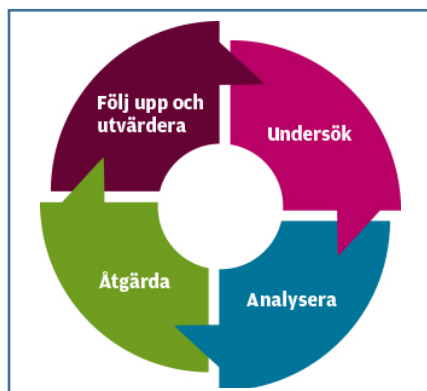 Följ upp och
utvärdera
Undersök
Åtgärda
Analysera